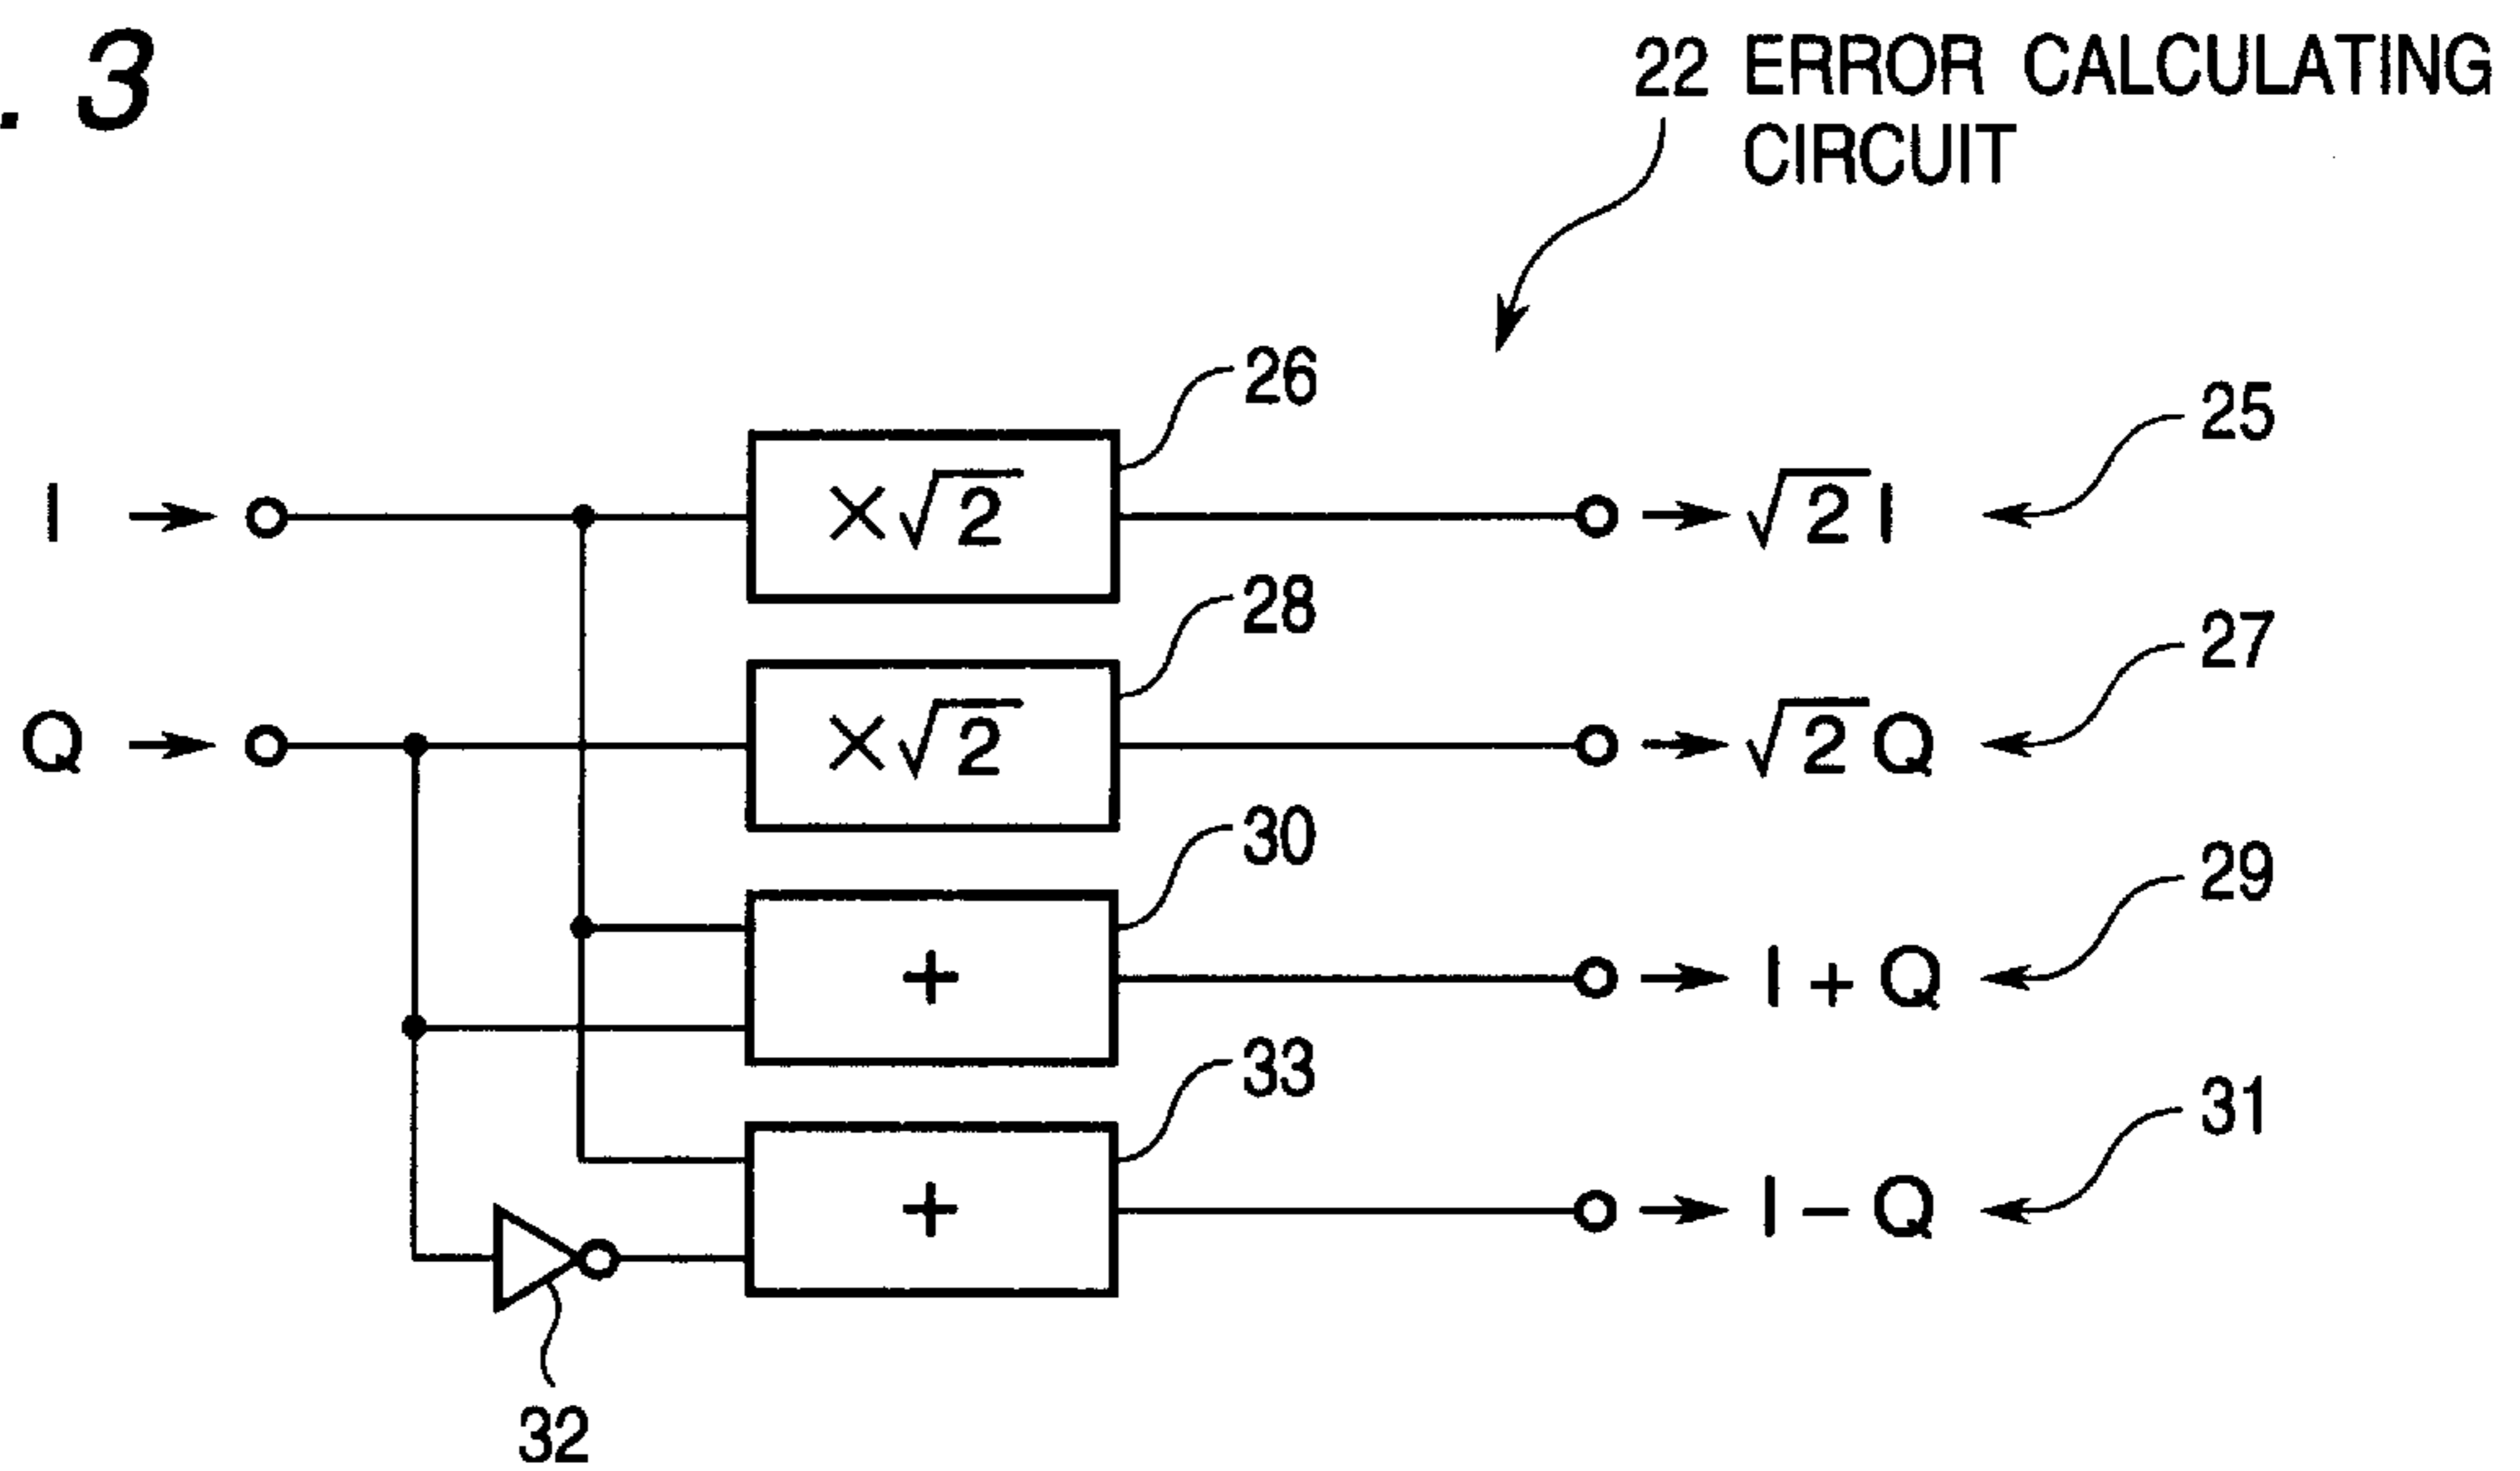 . 3
22 ERROR CALCULATING
CIRCUIT
26
25
I
×√2
√2 I
28
27
Q
×√2
√2 Q
30
29
+
I + Q
33
31
+
I − Q
32